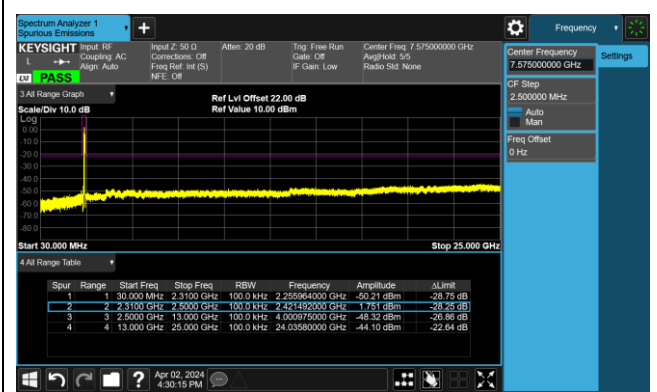 Spectrum Analyzer 1
Spurious Emissions
Frequency
KEYSIGHT
Input: RF
Coupling: AC
Align: Auto
Input Z: 50 Ω
Corrections: Off
Freq Ref: Int (S)
NFE: Off
Atten: 20 dB
Trig: Free Run
Gate: Off
IF Gain: Low
Center Freq: 7.575000000 GHz
Avg|Hold: 5/5
Radio Std: None
L
LXI
PASS
Center Frequency
7.575000000 GHz
Settings
CF Step
2.500000 MHz
Auto
Man
Freq Offset
0 Hz
3 All Range Graph
Scale/Div 10.0 dB
Ref Lvl Offset 22.00 dB
Ref Value 10.00 dBm
Log
0.00
-10.0
-20.0
-30.0
-40.0
-50.0
-60.0
-70.0
-80.0
Start 30.000 MHz
Stop 25.000 GHz
4 All Range Table
Spur Range Start Freq Stop Freq RBW Frequency Amplitude ΔLimit
1 1 30.000 MHz 2.3100 GHz 100.0 kHz 2.255964000 GHz -50.21 dBm -28.75 dB
2 2 2.3100 GHz 2.5000 GHz 100.0 kHz 2.421492000 GHz 1.751 dBm -28.25 dB
3 3 2.5000 GHz 13.000 GHz 100.0 kHz 4.000975000 GHz -48.32 dBm -26.86 dB
4 4 13.000 GHz 25.000 GHz 100.0 kHz 24.03580000 GHz -44.10 dBm -22.64 dB
Apr 02, 2024
4:30:15 PM